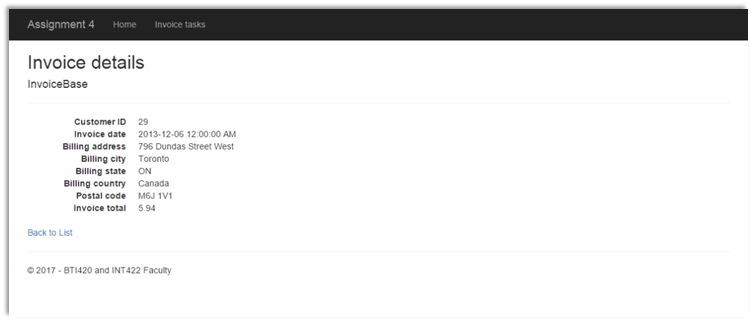 Assignment 4 Home Invoice tasks
Invoice details
InvoiceBase
Customer ID 29
Invoice date 2013-12-06 12:00:00 AM
Billing address 796 Dundas Street West
Billing city Toronto
Billing state ON
Billing country Canada
Postal code M6J 1V1
Invoice total 5.94
Back to List
© 2017 - BTI420 and INT422 Faculty